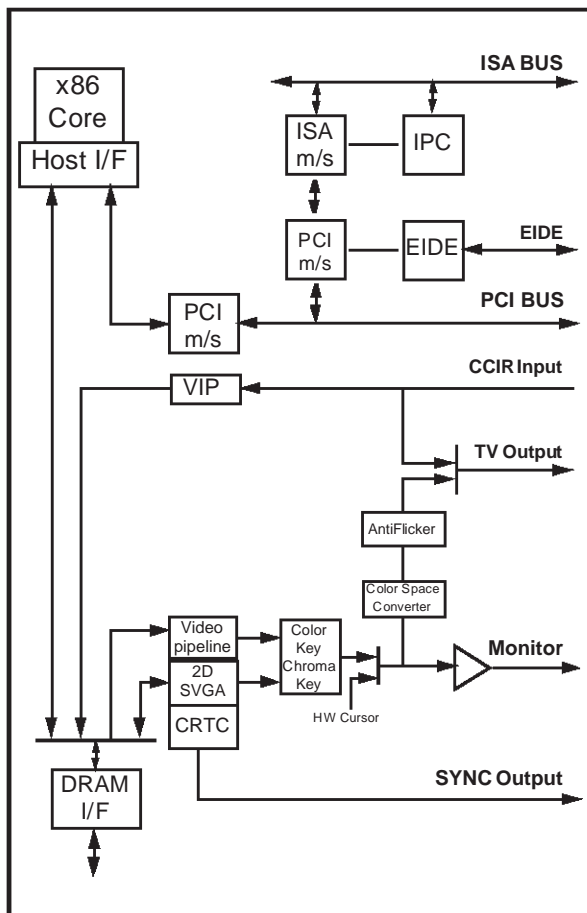 ISA BUS
x86
Core
ISA
m/s
IPC
Host I/F
PCI
m/s
EIDE
EIDE
PCI BUS
PCI
m/s
CCIR Input
VIP
TV Output
AntiFlicker
Color Space
Converter
Video
pipeline
Color
Key
Chroma
Key
Monitor
2D
SVGA
HW Cursor
CRTC
SYNC Output
DRAM
I/F